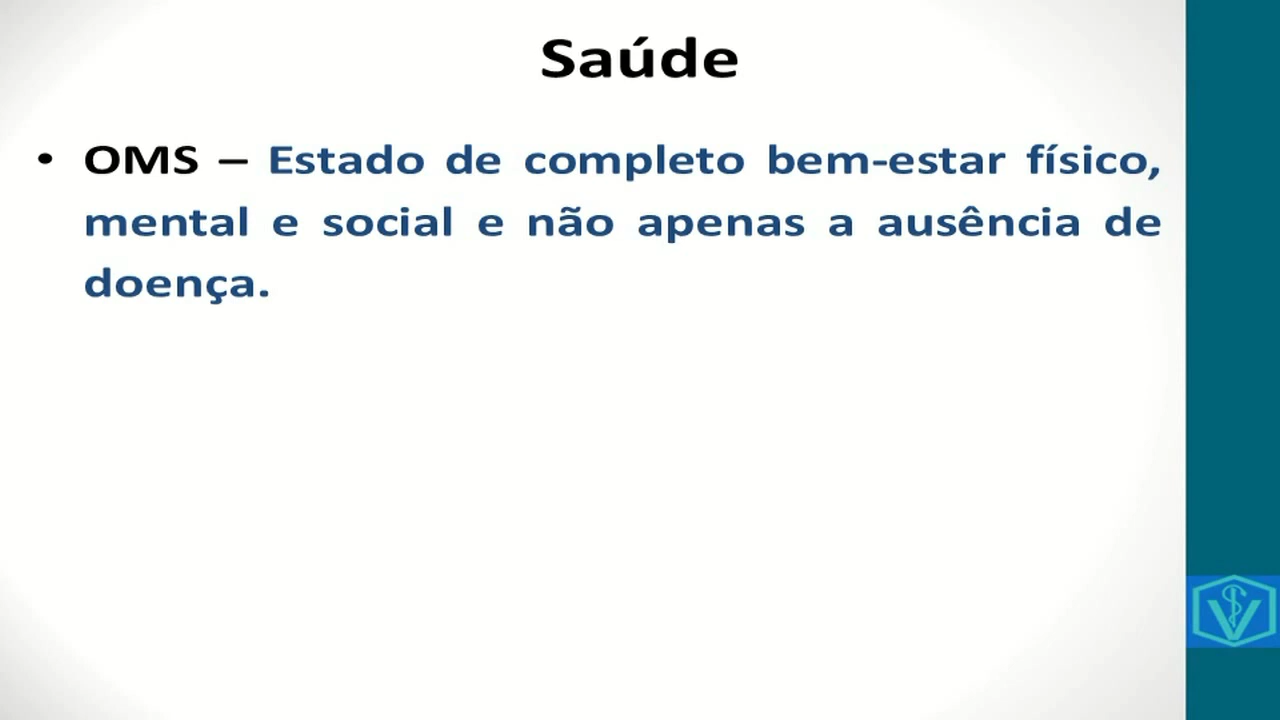 Saúde
• OMS – Estado de completo bem-estar físico,
mental e social e não apenas a ausência de
doença.